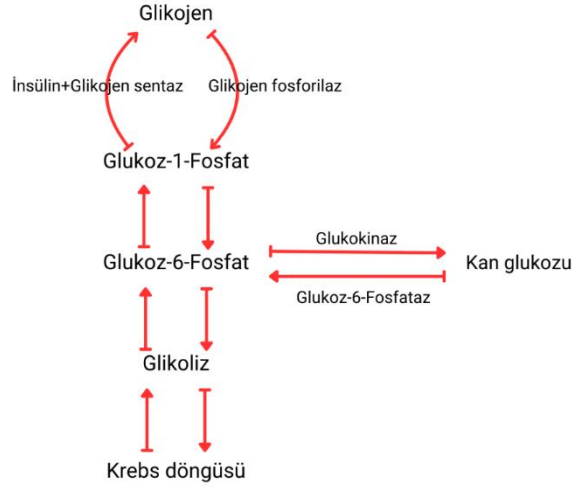 Glikojen
İnsülin+Glikojen sentaz
Glikojen fosforilaz
Glukoz-1-Fosfat
Glukoz-6-Fosfat
Glukokinaz
Kan glukozu
Glukoz-6-Fosfataz
Glikoliz
Krebs döngüsü